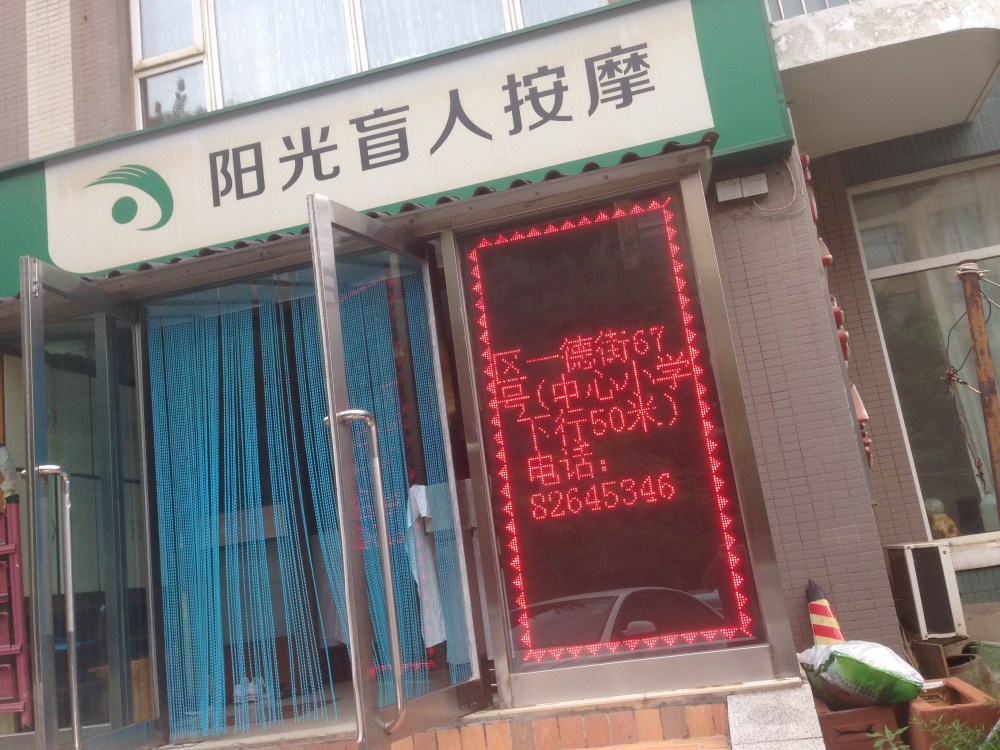 阳光盲人按摩
区一德街67
号(中心小学
下行50米)
电话:
82645346